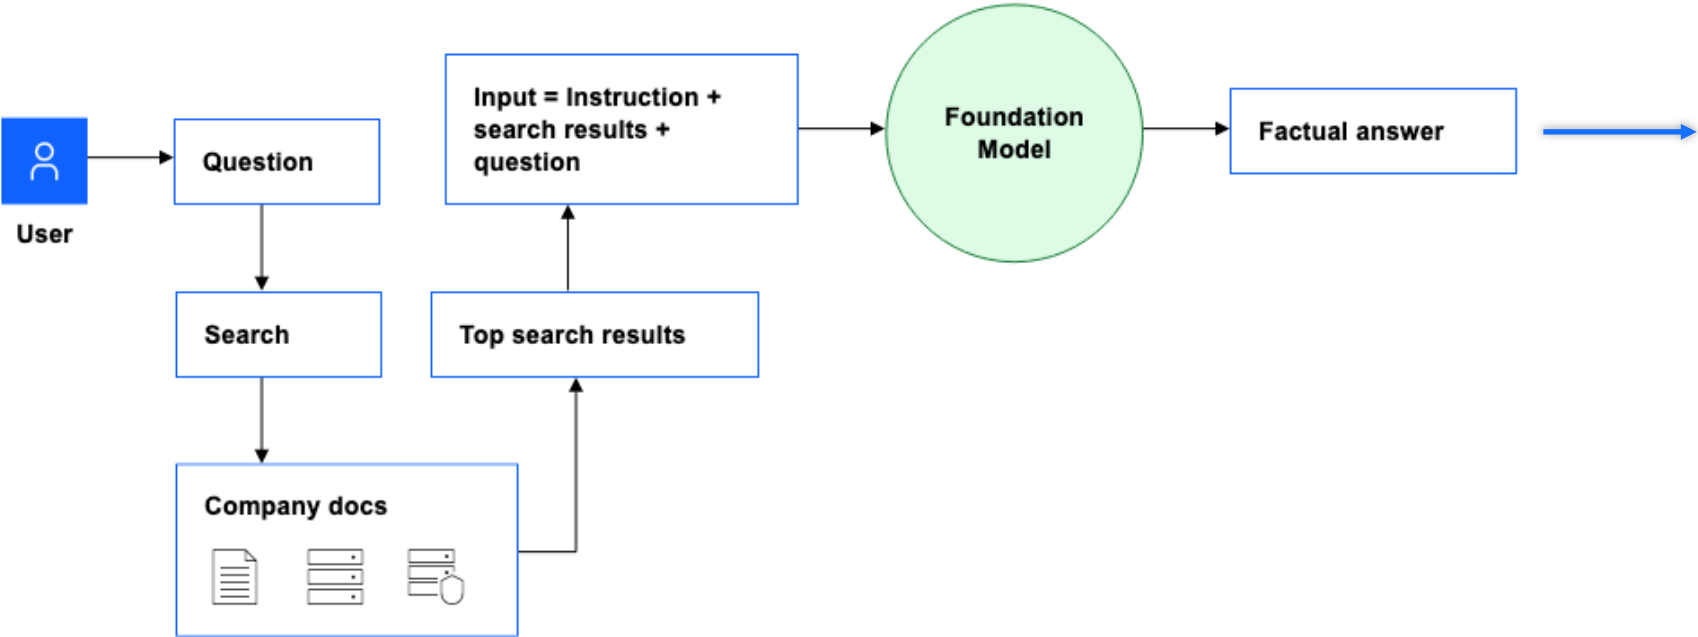 User
Question
Search
Company docs
Top search results
Input = Instruction +
search results +
question
Foundation
Model
Factual answer